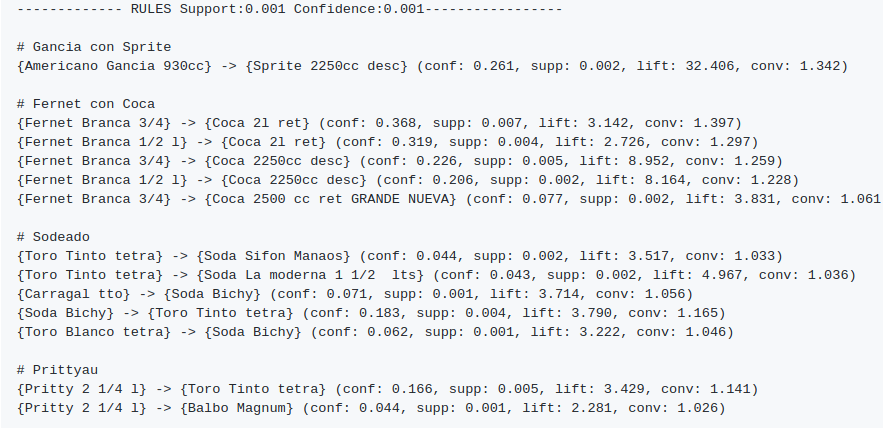 ------------- RULES Support:0.001 Confidence:0.001-----------------
# Gancia con Sprite
{Americano Gancia 930cc} -> {Sprite 2250cc desc} (conf: 0.261, supp: 0.002, lift: 32.406, conv: 1.342)
# Fernet con Coca
{Fernet Branca 3/4} -> {Coca 2l ret} (conf: 0.368, supp: 0.007, lift: 3.142, conv: 1.397)
{Fernet Branca 1/2 l} -> {Coca 2l ret} (conf: 0.319, supp: 0.004, lift: 2.726, conv: 1.297)
{Fernet Branca 3/4} -> {Coca 2250cc desc} (conf: 0.226, supp: 0.005, lift: 8.952, conv: 1.259)
{Fernet Branca 1/2 l} -> {Coca 2250cc desc} (conf: 0.206, supp: 0.002, lift: 8.164, conv: 1.228)
{Fernet Branca 3/4} -> {Coca 2500 cc ret GRANDE NUEVA} (conf: 0.077, supp: 0.002, lift: 3.831, conv: 1.061
# Sodeado
{Toro Tinto tetra} -> {Soda Sifon Manaos} (conf: 0.044, supp: 0.002, lift: 3.517, conv: 1.033)
{Toro Tinto tetra} -> {Soda La moderna 1 1/2  lts} (conf: 0.043, supp: 0.002, lift: 4.967, conv: 1.036)
{Carragal tto} -> {Soda Bichy} (conf: 0.071, supp: 0.001, lift: 3.714, conv: 1.056)
{Soda Bichy} -> {Toro Tinto tetra} (conf: 0.183, supp: 0.004, lift: 3.790, conv: 1.165)
{Toro Blanco tetra} -> {Soda Bichy} (conf: 0.062, supp: 0.001, lift: 3.222, conv: 1.046)
# Prittyau
{Pritty 2 1/4 l} -> {Toro Tinto tetra} (conf: 0.166, supp: 0.005, lift: 3.429, conv: 1.141)
{Pritty 2 1/4 l} -> {Balbo Magnum} (conf: 0.044, supp: 0.001, lift: 2.281, conv: 1.026)